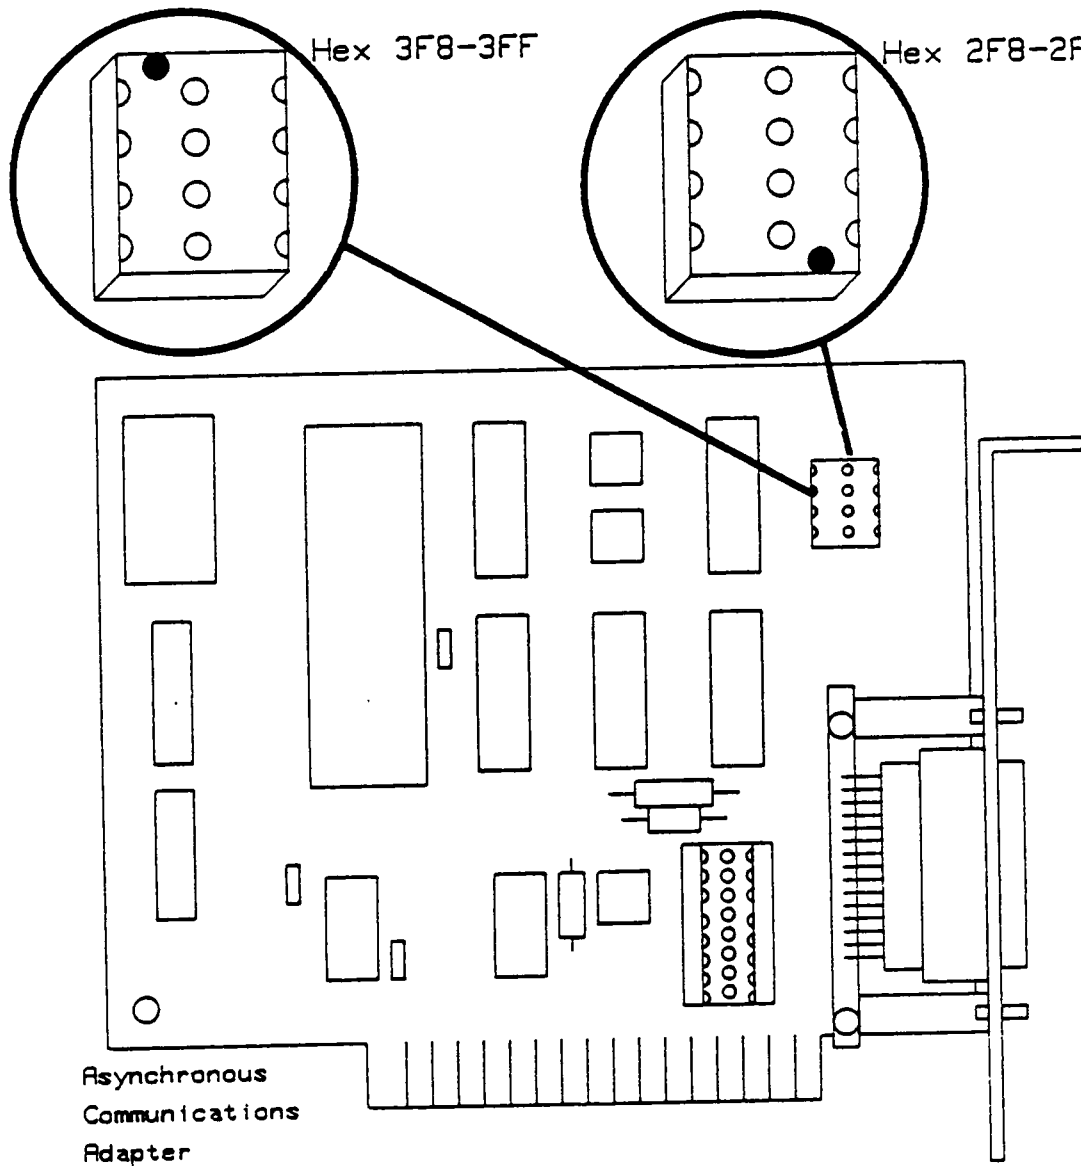 Hex 3F8-3FF
Hex 2F8-2F
Asynchronous
Communications
Adapter